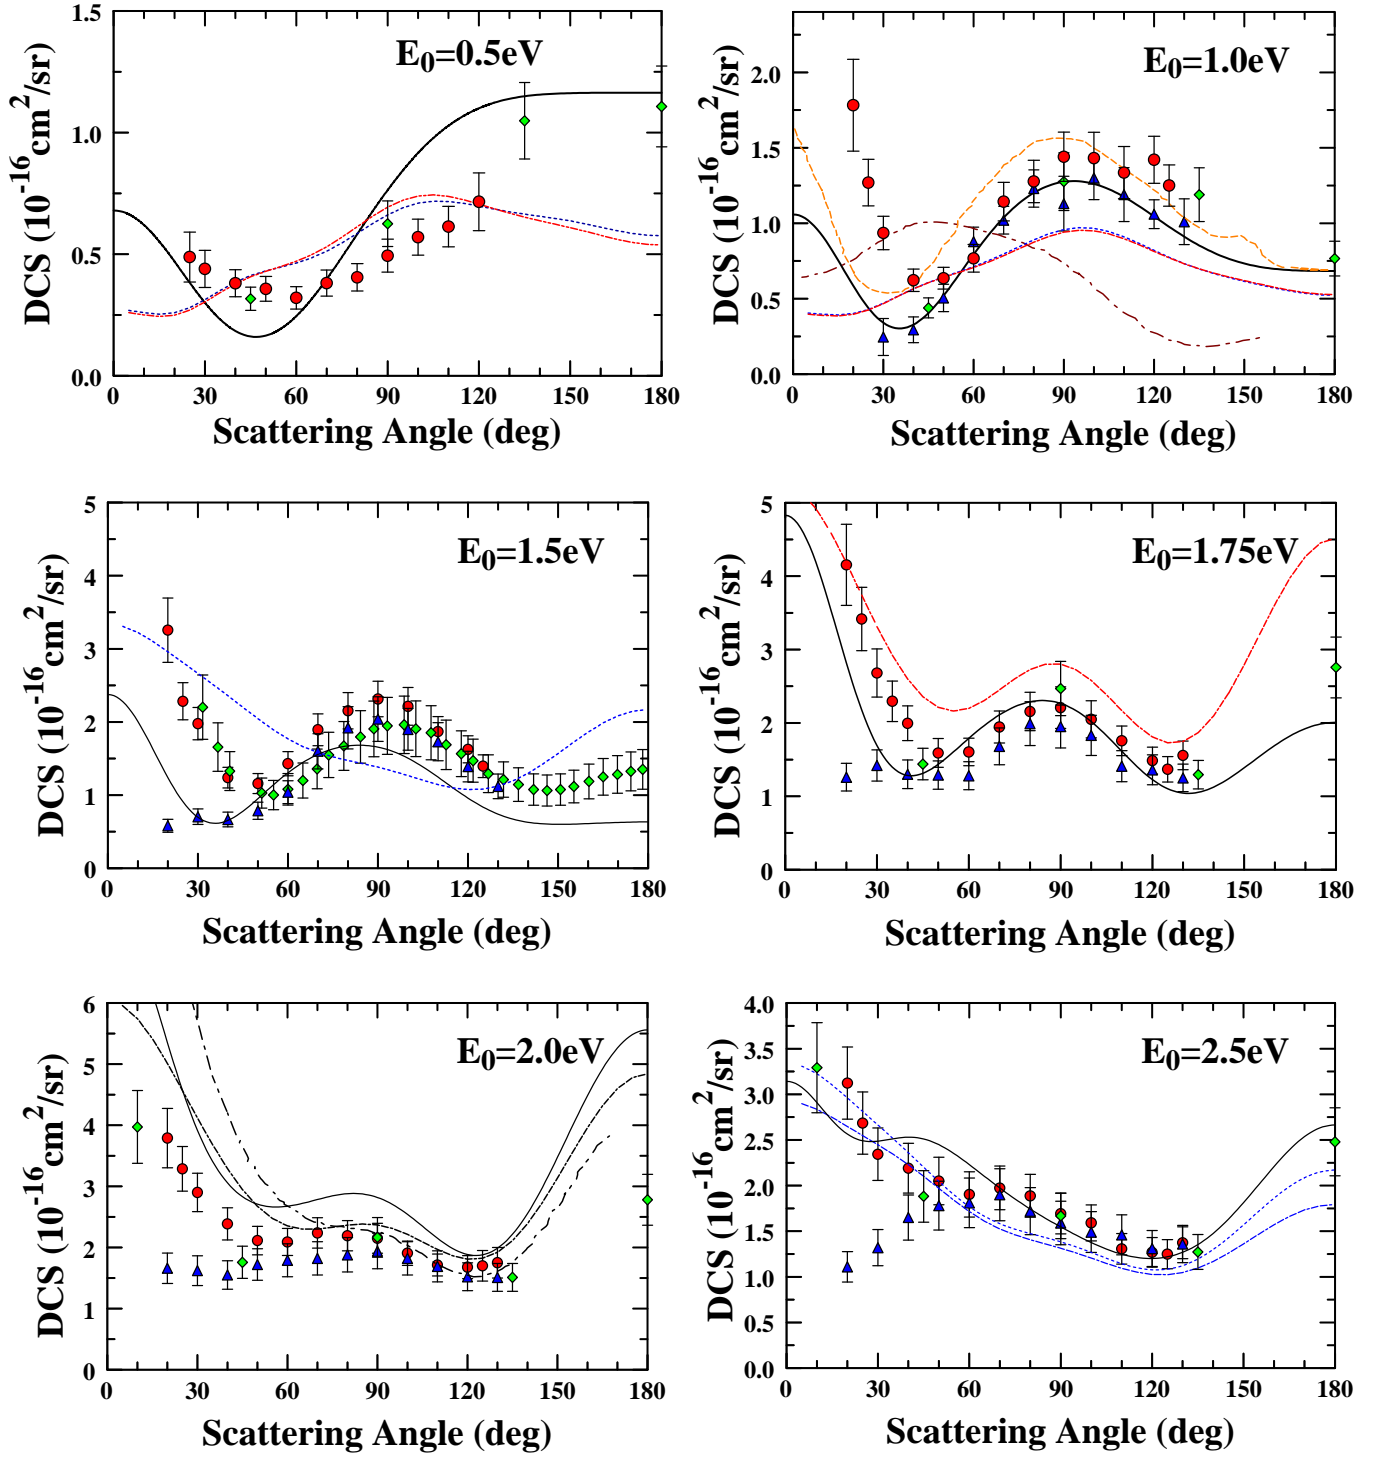 E0=0.5eV
DCS (10-16cm2/sr)
1.5
1.0
0.5
0.0
0 30 60 90 120 150 180
Scattering Angle (deg)
E0=1.0eV
DCS (10-16cm2/sr)
2.0
1.5
1.0
0.5
0.0
0 30 60 90 120 150 180
Scattering Angle (deg)
E0=1.5eV
DCS (10-16cm2/sr)
5
4
3
2
1
0
0 30 60 90 120 150 180
Scattering Angle (deg)
E0=1.75eV
DCS (10-16cm2/sr)
5
4
3
2
1
0
0 30 60 90 120 150 180
Scattering Angle (deg)
E0=2.0eV
DCS (10-16cm2/sr)
6
5
4
3
2
1
0
0 30 60 90 120 150 180
Scattering Angle (deg)
E0=2.5eV
DCS (10-16cm2/sr)
4.0
3.5
3.0
2.5
2.0
1.5
1.0
0.5
0.0
0 30 60 90 120 150 180
Scattering Angle (deg)